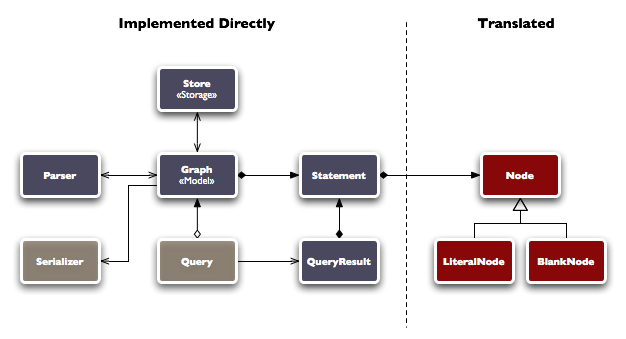 Implemented Directly
Translated
Store
«Storage»
Parser
Graph
«Model»
Statement
Node
Serializer
Query
QueryResult
LiteralNode
BlankNode